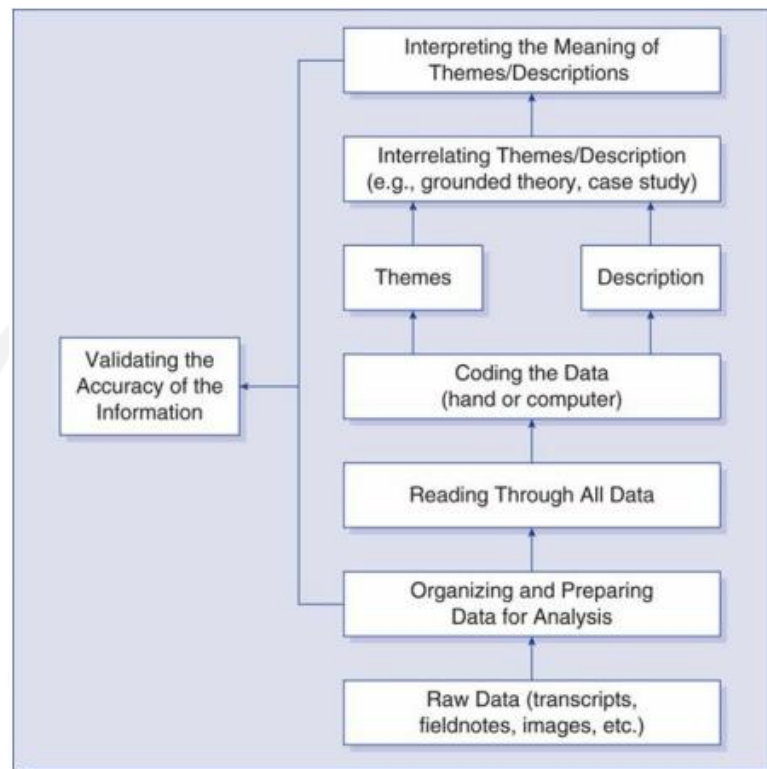 Interpreting the Meaning of
Themes/Descriptions
Interrelating Themes/Description
(e.g., grounded theory, case study)
Themes
Description
Validating the
Accuracy of the
Information
Coding the Data
(hand or computer)
Reading Through All Data
Organizing and Preparing
Data for Analysis
Raw Data (transcripts,
fieldnotes, images, etc.)